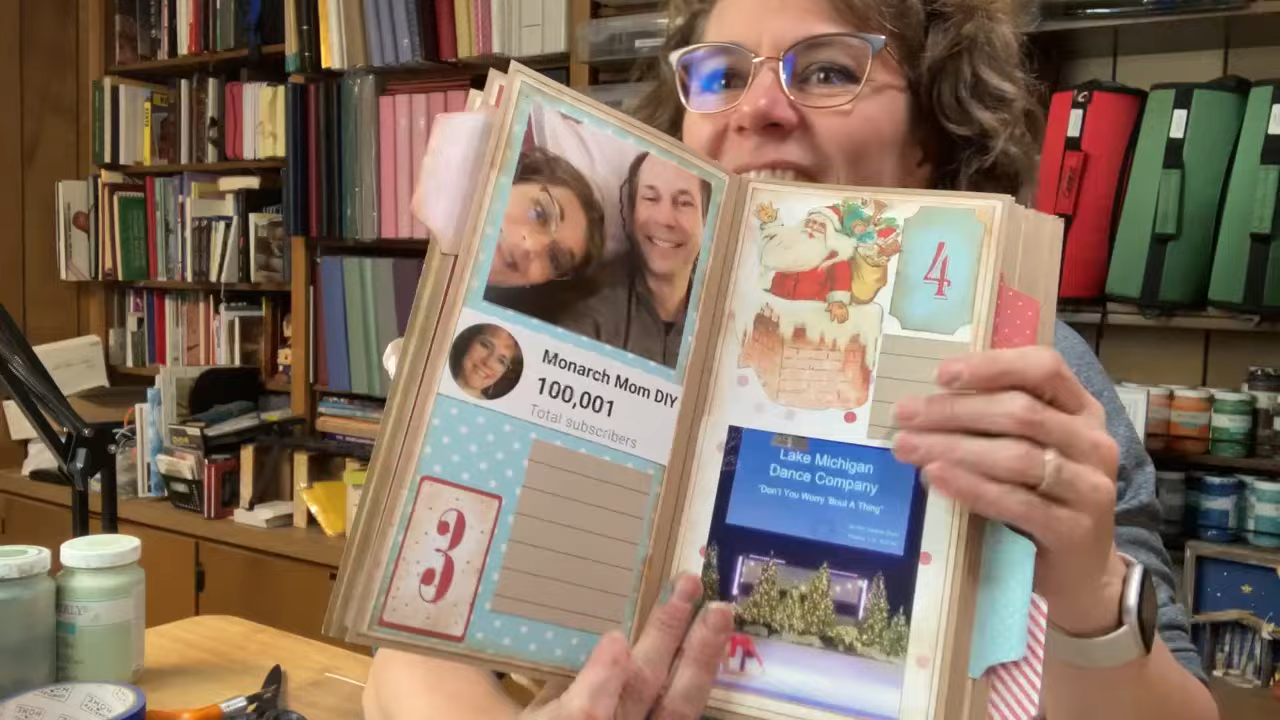 Monarch Mom DIY
100,001
Total subscribers
3
4
Lake Michigan
Dance Company
"Don't You Worry 'Bout A Thing"